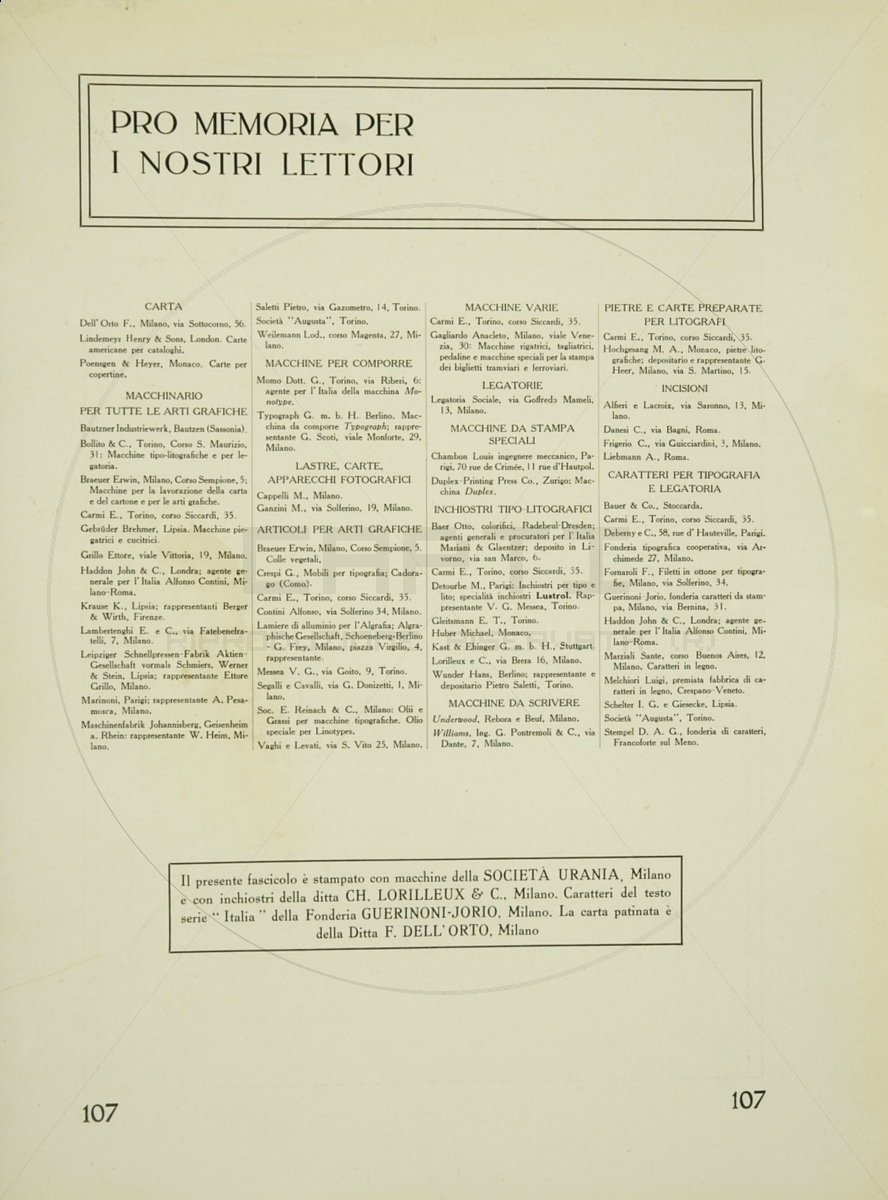 PRO MEMORIA PER
I NOSTRI LETTORI
CARTA
Dell'Orto F., Milano, via Sottocorno, 56.
Lindemeyr Henry & Sons, London. Carte
americane per cataloghi,
Poensgen & Heyer, Monaco. Carte per
copertine.
MACCHINARIO
PER TUTTE LE ARTI GRAFICHE
Bautzner Industriewerk, Bautzen (Sassonia).
Bollito & C., Torino, Corso S. Maurizio,
31: Macchine tipo-litografiche e per le-
gatoria.
Braeuer Erwin, Milano, Corso Sempione, 5;
Macchine per la lavorazione della carta
e del cartone e per le arti grafiche.
Carmi E., Torino, corso Siccardi, 35.
Gebrüder Brehmer, Lipsia. Macchine pie-
gatrici e cucitrici.
Grillo Ettore, viale Vittoria, 19, Milano.
Haddon John & C., Londra; agente ge-
nerale per l'Italia Alfonso Contini, Mi-
lano-Roma.
Krause K., Lipsia; rappresentanti Berger
& Wirth, Firenze.
Lambertenghi E. e C., via Fatebenefra-
telli, 7, Milano.
Leipziger Schnellpressen-Fabrik Aktien-
Gesellschaft vormals Schmiers, Werner
& Stein, Lipsia; rappresentante Ettore
Grillo, Milano.
Marinoni, Parigi; rappresentante A. Pesa-
mosca, Milano.
Maschinenfabrik Johannisberg, Geisenheim
a. Rhein: rappresentante W. Heim, Mi-
lano.
Saletti Pietro, via Gazometro, 14, Torino.
Società "Augusta", Torino.
Weilemann Lod., corso Magenta, 27, Mi-
lano.
MACCHINE PER COMPORRE
Momo Dott. G., Torino, via Riberi, 6:
agente per l'Italia della macchina Mo-
notype.
Typograph G. m. b. H. Berlino. Mac-
china da comporre Typograph; rappre-
sentante G. Scoti, viale Monforte, 29,
Milano.
LASTRE, CARTE,
APPARECCHI FOTOGRAFICI
Cappelli M., Milano.
Ganzini M., via Solferino, 19, Milano.
ARTICOLI PER ARTI GRAFICHE
Braeuer Erwin, Milano, Corso Sempione, 5.
Colle vegetali,
Crespi G., Mobili per tipografia; Cadora-
go (Como).
Carmi E., Torino, corso Siccardi, 35.
Contini Alfonso, via Solferino 34, Milano.
Lamiere di alluminio per l'Algrafia; Algra-
phische Gesellschaft, Schoeneberg-Berlino
- G. Frey, Milano, piazza Virgilio, 4,
rappresentante.
Messea V. G., via Goito, 9, Torino.
Segalli e Cavalli, via G. Donizetti, 1, Mi-
lano.
Soc. E. Reinach & C., Milano: Olii e
Grassi per macchine tipografiche. Olio
speciale per Linotypes.
Vaghi e Levati, via S. Vito 25, Milano.
MACCHINE VARIE
Carmi E., Torino, corso Siccardi, 35.
Gagliardo Anacleto, Milano, viale Vene-
zia, 30: Macchine rigatrici, tagliatrici,
pedaline e macchine speciali per la stampa
dei biglietti tramviari e ferroviari.
LEGATORIE
Legatoria Sociale, via Goffredo Mameli,
13, Milano.
MACCHINE DA STAMPA
SPECIALI
Chambon Louis ingegnere meccanico, Pa-
rigi, 70 rue de Crimée, 11 rue d'Hautpol.
Duplex-Printing Press Co., Zurigo; Mac-
china Duplex.
INCHIOSTRI TIPO-LITOGRAFICI
Baer Otto, colorifici, Radebeul-Dresden;
agenti generali e procuratori per l'Italia
Mariani & Glaentzer; deposito in Li-
vorno, via san Marco, 6.
Carmi E., Torino, corso Siccardi, 35.
Detourbe M., Parigi: Inchiostri per tipo e
lito; specialità inchiostri Lustrol. Rap-
presentante V. G. Messea, Torino.
Gleitsmann E. T., Torino.
Huber Michael, Monaco,
Kast & Ehinger G. m. b. H., Stuttgart.
Lorilleux e C., via Brera 16, Milano.
Wunder Hans, Berlino; rappresentante e
depositario Pietro Saletti, Torino.
MACCHINE DA SCRIVERE
Underwood, Rebora e Beuf, Milano.
Williams, Ing. G. Pontremoli & C., via
Dante, 7, Milano.
PIETRE E CARTE PREPARATE
PER LITOGRAFI
Carmi E., Torino, corso Siccardi, 35.
Hochgesang M. A., Monaco, pietre lito-
grafiche; depositario e rappresentante G.
Heer, Milano, via S. Martino, 15.
INCISIONI
Alfieri e Lacroix, via Saronno, 13, Mi-
lano.
Danesi C., via Bagni, Roma.
Frigerio C., via Guicciardini, 3, Milano.
Liebmann A., Roma.
CARATTERI PER TIPOGRAFIA
E LEGATORIA
Bauer & Co., Stoccarda,
Carmi E., Torino, corso Siccardi, 35.
Deberny e C., 58, rue d'Hauteville, Parigi.
Fonderia tipografica cooperativa, via Ar-
chimede 27, Milano.
Fornaroli F., Filetti in ottone per tipogra-
fie, Milano, via Solferino, 34.
Guerinoni Jorio, fonderia caratteri da stam-
pa, Milano, via Bernina, 31.
Haddon John & C., Londra; agente ge-
nerale per l'Italia Alfonso Contini, Mi-
lano-Roma.
Marziali Sante, corso Buenos Aires, 12,
Milano. Caratteri in legno.
Melchiori Luigi, premiata fabbrica di ca-
ratteri in legno, Crespano-Veneto.
Schelter I. G. e Giesecke, Lipsia.
Società "Augusta", Torino.
Stempel D. A. G., fonderia di caratteri,
Francoforte sul Meno.
Il presente fascicolo è stampato con macchine della SOCIETÀ URANIA, Milano
e con inchiostri della ditta CH. LORILLEUX & C., Milano. Caratteri del testo
serie "Italia" della Fonderia GUERINONI-JORIO, Milano. La carta patinata è
della Ditta F. DELL'ORTO, Milano
107
107